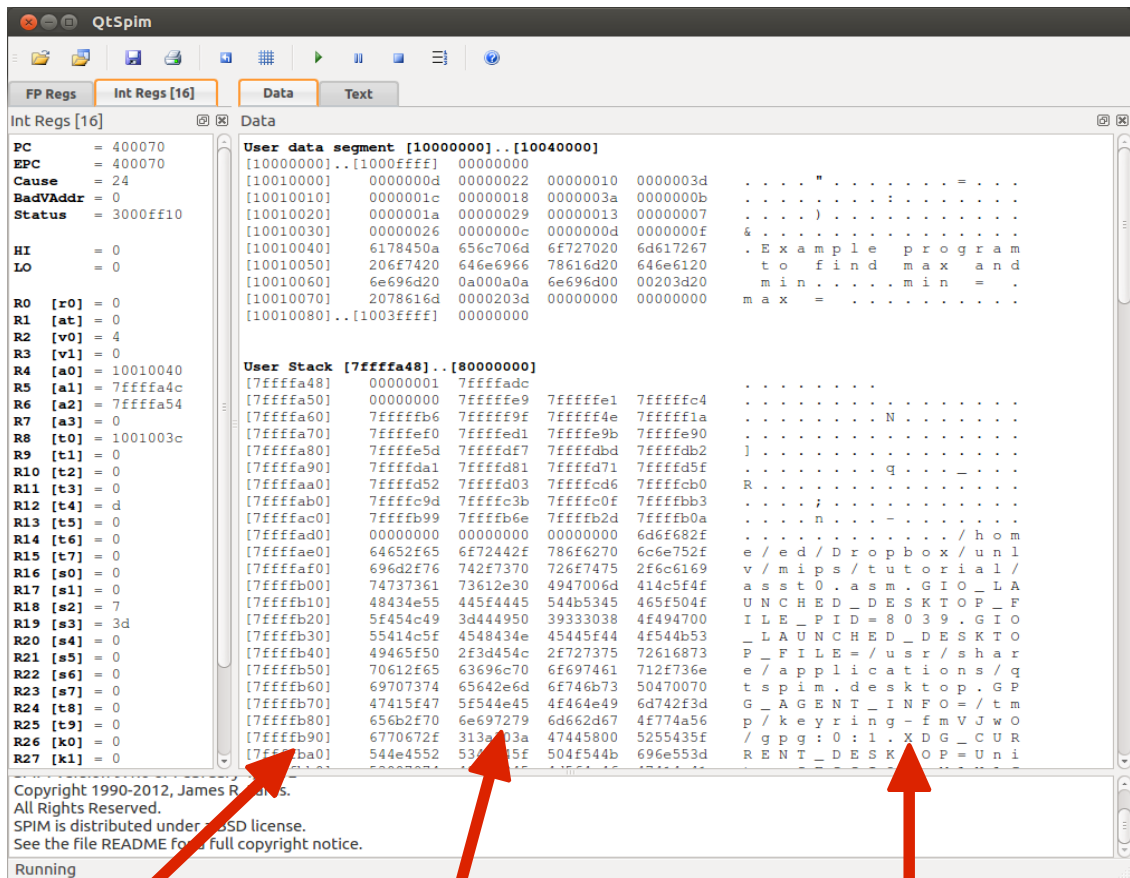 QtSpim
FP Regs Int Regs [16] Data Text
Int Regs [16] Data
PC = 400070
EPC = 400070
Cause = 24
BadVAddr = 0
Status = 3000ff10
HI = 0
LO = 0
R0 [r0] = 0
R1 [at] = 0
R2 [v0] = 4
R3 [v1] = 0
R4 [a0] = 10010040
R5 [a1] = 7ffffa4c
R6 [a2] = 7ffffa54
R7 [a3] = 0
R8 [t0] = 1001003c
R9 [t1] = 0
R10 [t2] = 0
R11 [t3] = 0
R12 [t4] = d
R13 [t5] = 0
R14 [t6] = 0
R15 [t7] = 0
R16 [s0] = 0
R17 [s1] = 0
R18 [s2] = 7
R19 [s3] = 3d
R20 [s4] = 0
R21 [s5] = 0
R22 [s6] = 0
R23 [s7] = 0
R24 [t8] = 0
R25 [t9] = 0
R26 [k0] = 0
R27 [k1] = 0
User data segment [10000000]..[10040000]
[10000000]..[1000ffff] 00000000
[10010000] 0000000d 00000022 00000010 0000003d . . . . " . . . . . . . = . . .
[10010010] 0000001c 00000018 0000003a 0000000b . . . . . . . . : . . . . . . .
[10010020] 0000001a 00000029 00000013 00000007 . . . . ) . . . . . . . . . . .
[10010030] 00000026 0000000c 0000000d 0000000f & . . . . . . . . . . . . . . .
[10010040] 6178450a 656c706d 6f727020 6d617267 . E x a m p l e   p r o g r a m
[10010050] 206f7420 646e6966 78616d20 646e6120   t o   f i n d   m a x   a n d
[10010060] 6e696d20 0a000a0a 6e696d00 00203d20   m i n . . . . . m i n   =   .
[10010070] 2078616d 0000203d 00000000 00000000 m a x   =   . . . . . . . . . .
[10010080]..[1003ffff] 00000000
User Stack [7ffffa48]..[80000000]
[7ffffa48] 00000001 7ffffadc . . . . . . . .
[7ffffa50] 00000000 7fffffe9 7fffffe1 7fffffc4 . . . . . . . . . . . . . . . .
[7ffffa60] 7fffffb6 7fffff9f 7fffff4e 7fffff1a . . . . . . . . N . . . . . . .
[7ffffa70] 7ffffef0 7ffffed1 7ffffe9b 7ffffe90 . . . . . . . . . . . . . . . .
[7ffffa80] 7ffffe5d 7ffffdf7 7ffffdbd 7ffffdb2 ] . . . . . . . . . . . . . . .
[7ffffa90] 7ffffda1 7ffffd81 7ffffd71 7ffffd5f . . . . . . . . q . . . _ . . .
[7ffffaa0] 7ffffd52 7ffffd03 7ffffcd6 7ffffcb0 R . . . . . . . . . . . . . . .
[7ffffab0] 7ffffc9d 7ffffc3b 7ffffc0f 7ffffbb3 . . . . ; . . . . . . . . . . .
[7ffffac0] 7ffffb99 7ffffb6e 7ffffb2d 7ffffb0a . . . . n . . . - . . . . . . .
[7ffffad0] 00000000 00000000 00000000 6d6f682f . . . . . . . . . . . . / h o m
[7ffffae0] 64652f65 6f72442f 786f6270 6c6e752f e / e d / D r o p b o x / u n l
[7ffffaf0] 696d2f76 742f7370 726f7475 2f6c6169 v / m i p s / t u t o r i a l /
[7ffffb00] 74737361 73612e30 4947006d 414c5f4f a s s t 0 . a s m . G I O _ L A
[7ffffb10] 48434e55 445f4445 544b5345 465f504f U N C H E D _ D E S K T O P _ F
[7ffffb20] 5f454c49 3d444950 39333038 4f494700 I L E _ P I D = 8 0 3 9 . G I O
[7ffffb30] 55414c5f 4548434e 45445f44 4f544b53 _ L A U N C H E D _ D E S K T O
[7ffffb40] 49465f50 2f3d454c 2f727375 72616873 P _ F I L E = / u s r / s h a r
[7ffffb50] 70612f65 63696c70 6f697461 712f736e e / a p p l i c a t i o n s / q
[7ffffb60] 69707374 65642e6d 6f746b73 50470070 t s p i m . d e s k t o p . G P
[7ffffb70] 47415f47 5f544e45 4f464e49 6d742f3d G _ A G E N T _ I N F O = / t m
[7ffffb80] 656b2f70 6e697279 6d662d67 4f774a56 p / k e y r i n g - f m V J w O
[7ffffb90] 6770672f 47445800 5255435f / g p g : 0 : 1 . X D G _ C U R
544e4552 504f544b 696e553d R E N T _ D E S K O P = U n i
Copyright 1990-2012, James R.
All Rights Reserved.
SPIM is distributed under a BSD license.
See the file README for a full copyright notice.
Running